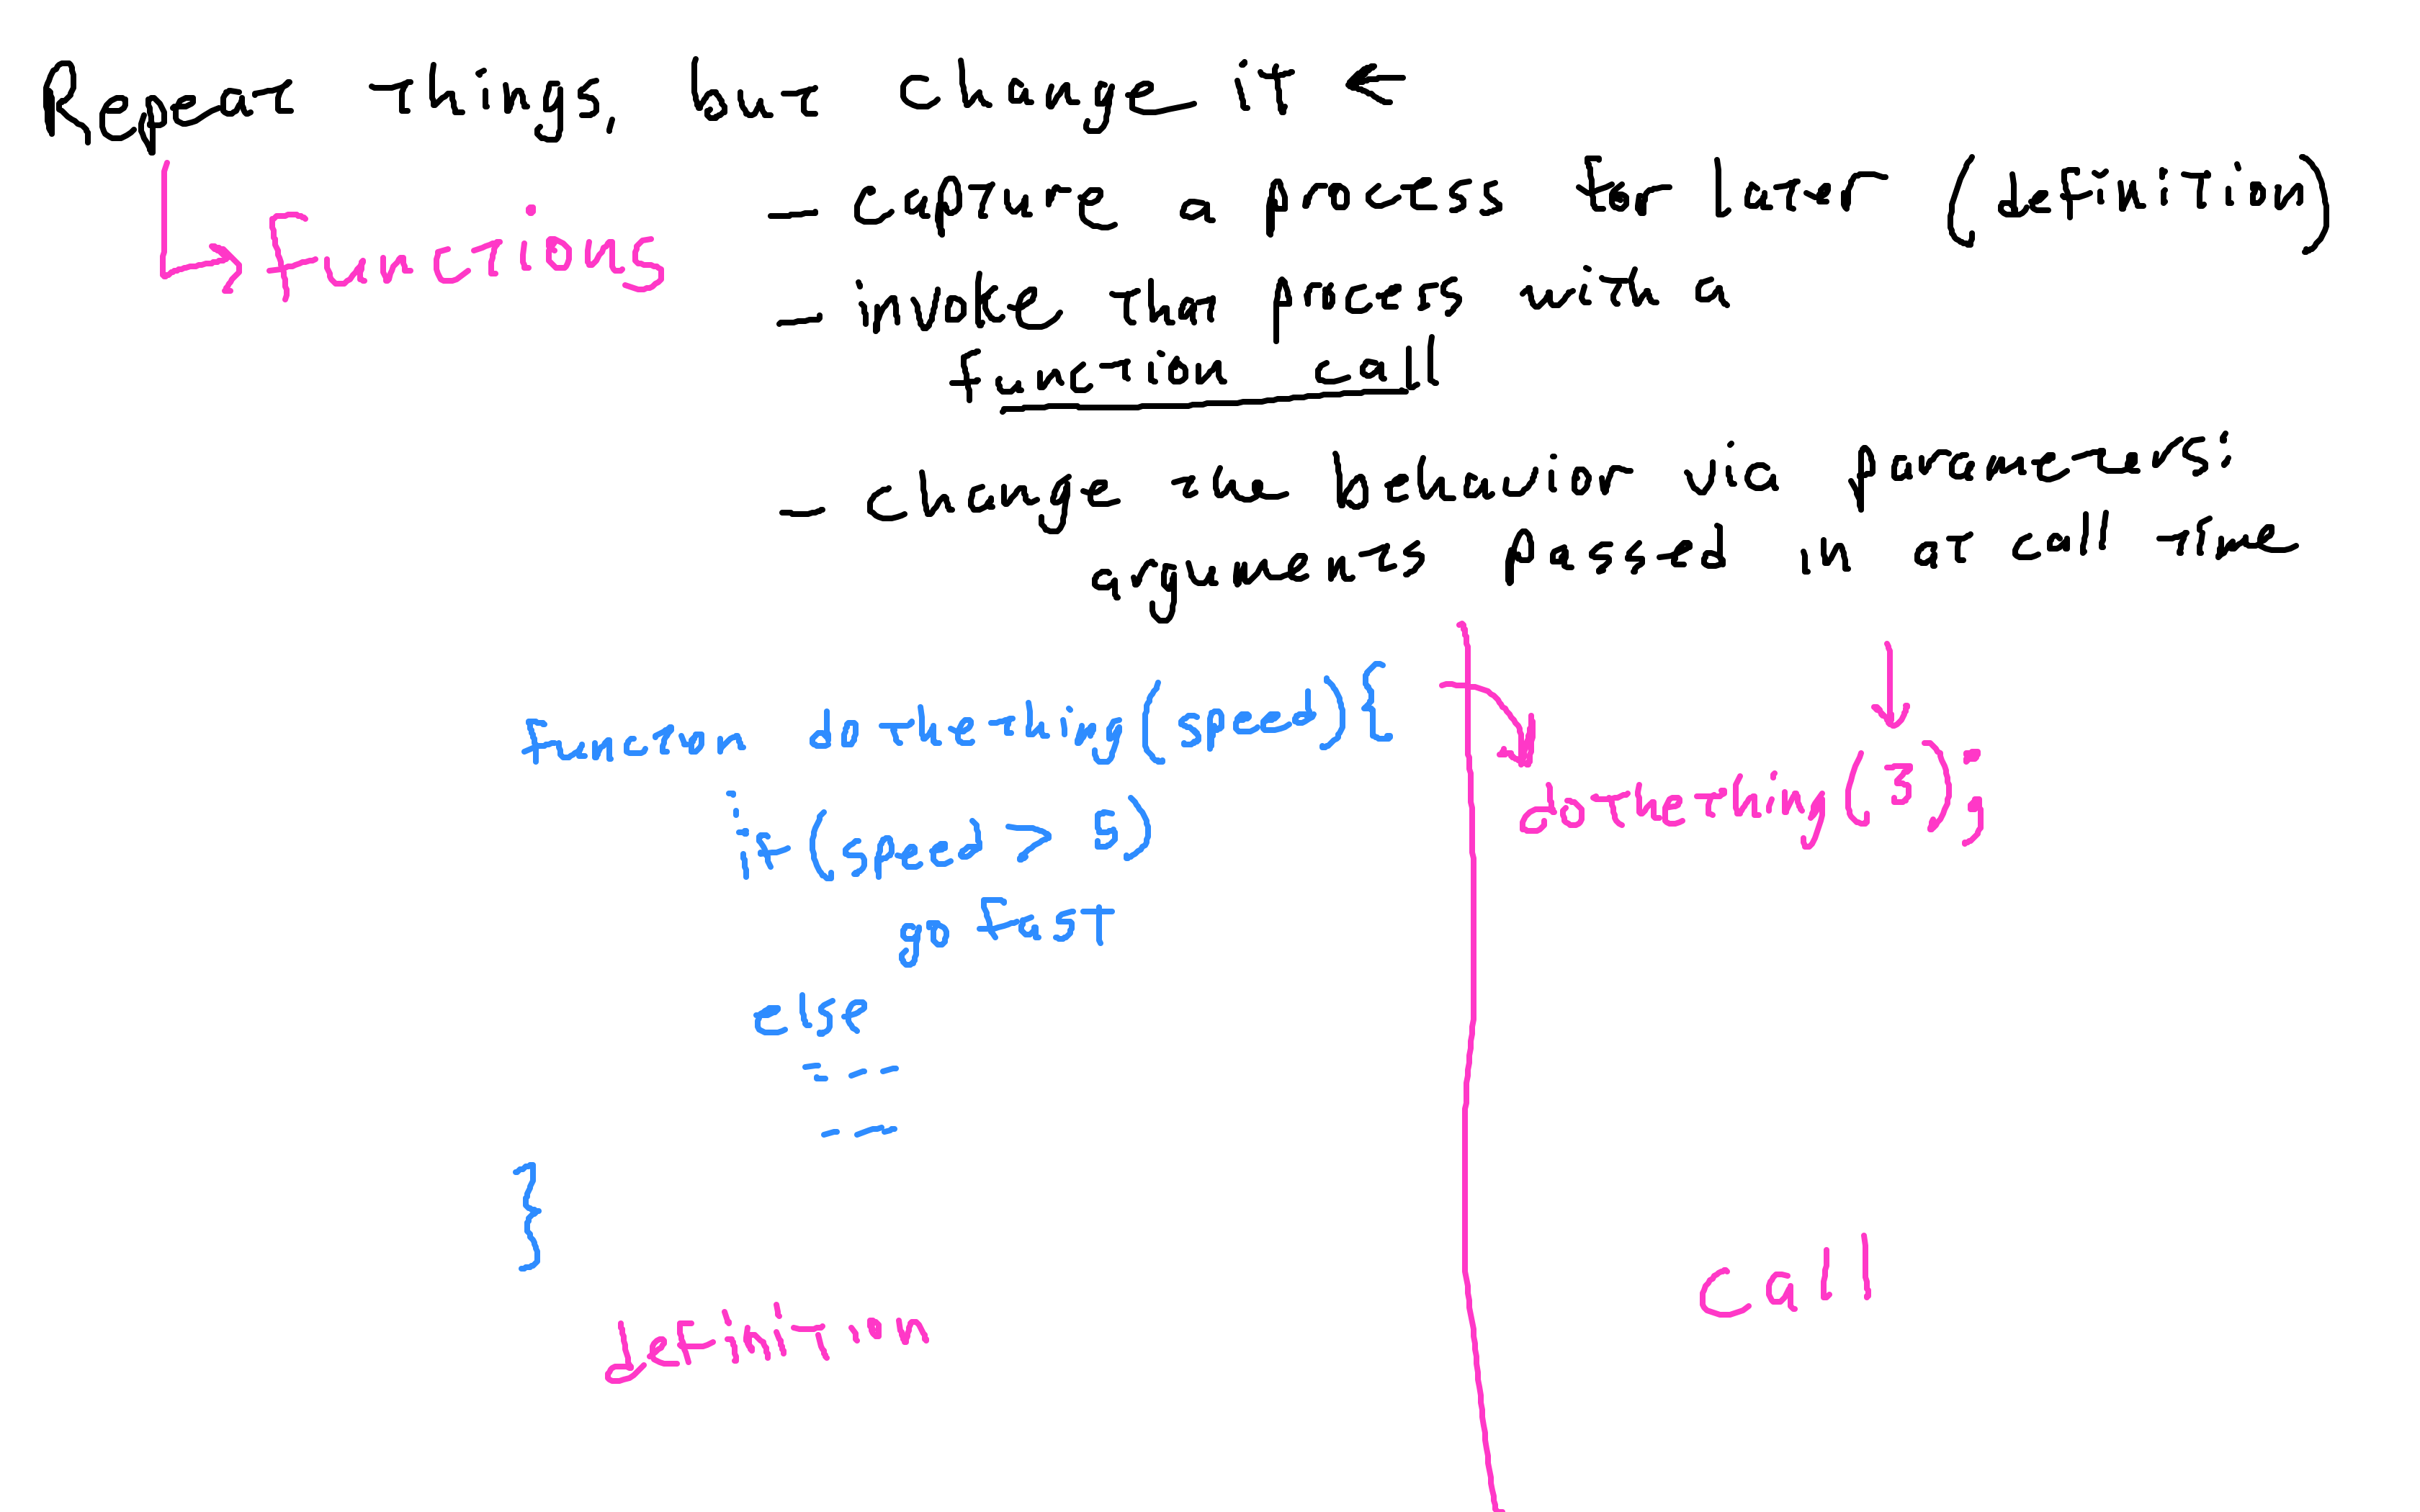 Repeat things, but change it ←
Functions
- capture a process for later (definition)
- invoke that process with a
function call
- change the behavior via parameters:
arguments passed in at call time
function dothething(speed) {
if (speed > 5)
go fast
else
}
definition
dothething(3);
call